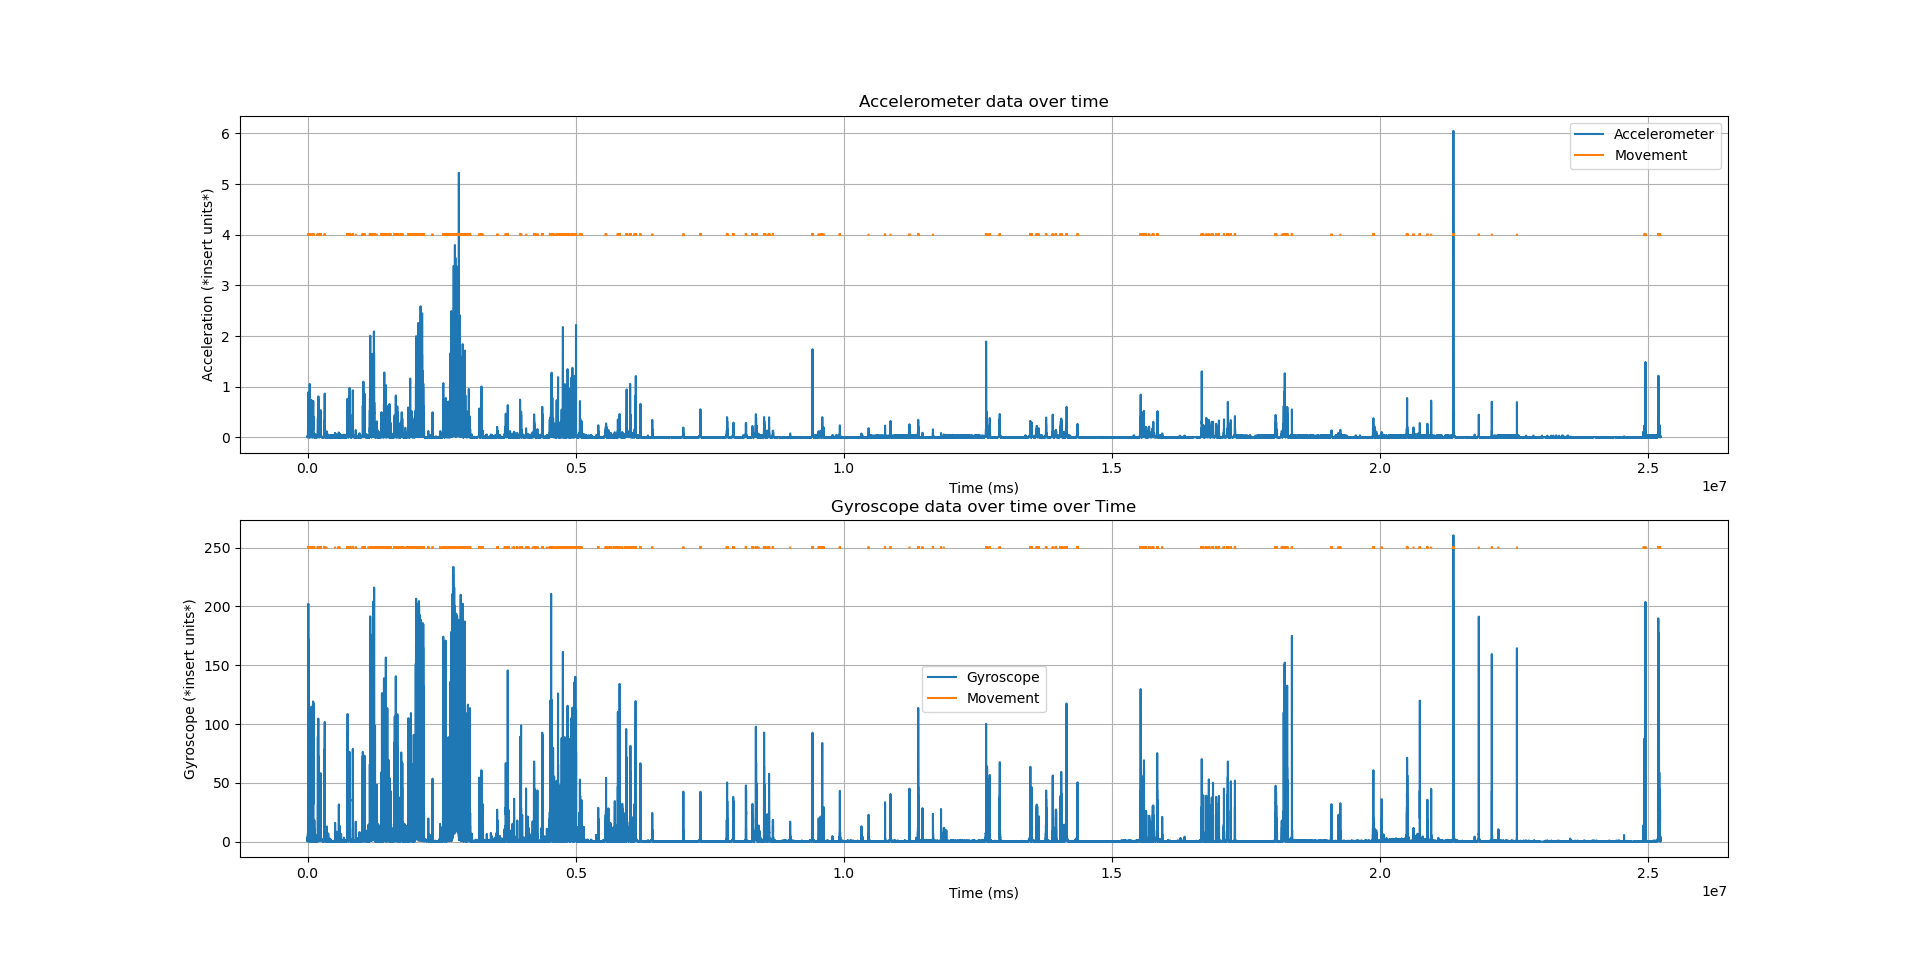 Accelerometer data over time
6
5
4
3
2
1
0
Acceleration (*insert units*)
Accelerometer
Movement
0.0 0.5 1.0 1.5 2.0 2.5
1e7
Time (ms)
Gyroscope data over time over Time
250
200
150
100
50
0
Gyroscope (*insert units*)
Gyroscope
Movement
0.0 0.5 1.0 1.5 2.0 2.5
1e7
Time (ms)